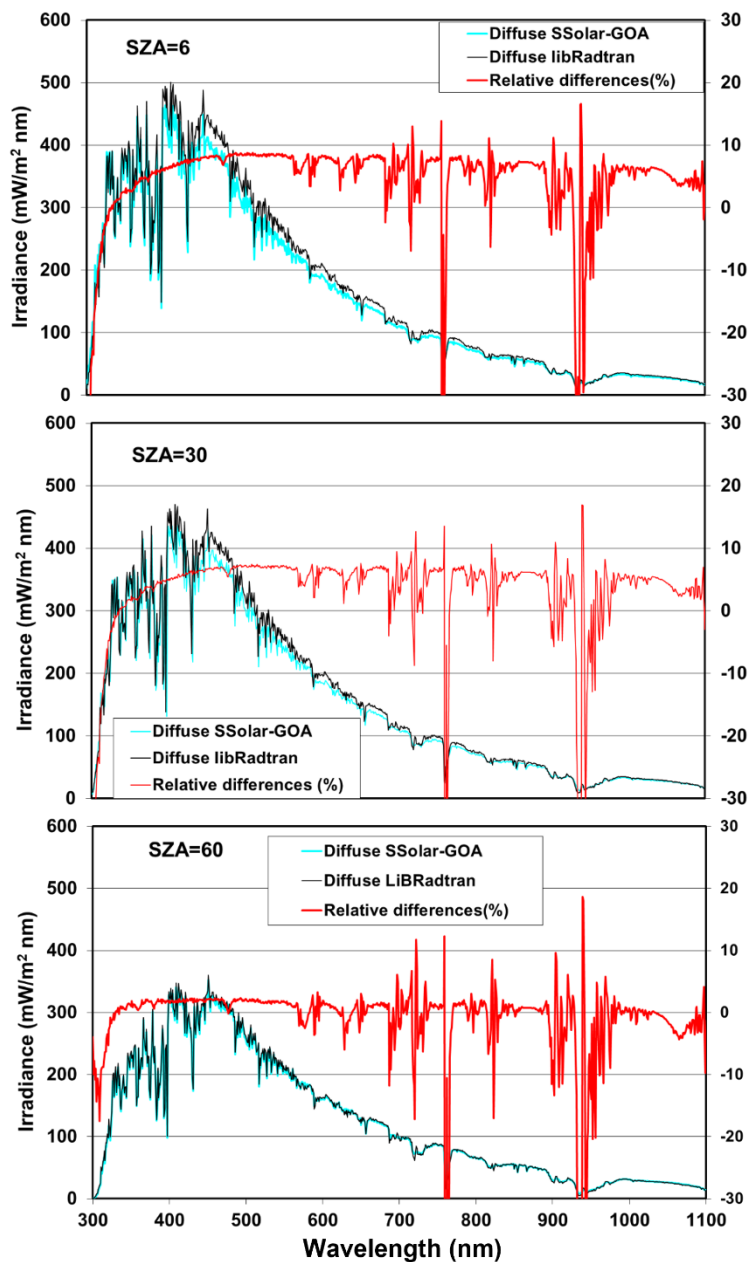 SZA=6
Diffuse SSolar-GOA
Diffuse libRadtran
Relative differences(%)
Irradiance (mW/m² nm)
600
500
400
300
200
100
0
30
20
10
0
-10
-20
-30
SZA=30
Irradiance (mW/m² nm)
600
500
400
300
200
100
0
30
20
10
0
-10
-20
-30
Diffuse SSolar-GOA
Diffuse libRadtran
Relative differences (%)
SZA=60
Diffuse SSolar-GOA
Diffuse LiBRadtran
Relative differences(%)
Irradiance (mW/m² nm)
600
500
400
300
200
100
0
30
20
10
0
-10
-20
-30
300 400 500 600 700 800 900 1000 1100
Wavelength (nm)